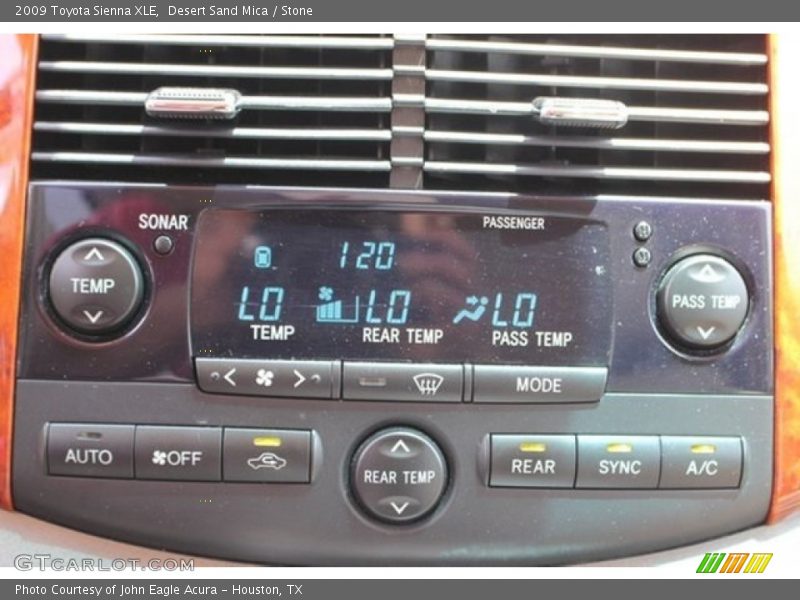 2009 Toyota Sienna XLE,  Desert Sand Mica / Stone
SONAR
PASSENGER
120
TEMP
PASS TEMP
LO LO LO
TEMP REAR TEMP PASS TEMP
MODE
AUTO OFF REAR TEMP REAR SYNC A/C
GTCARLOT.COM
Photo Courtesy of John Eagle Acura - Houston, TX